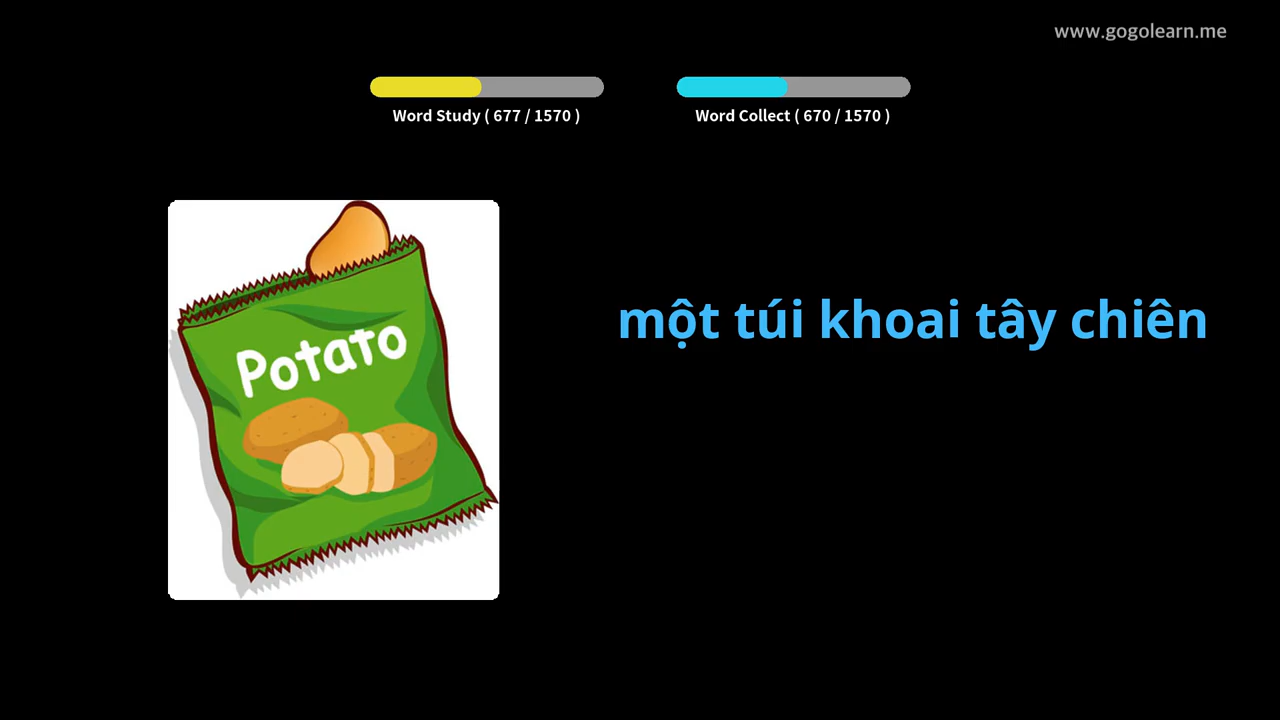 www.gogolearn.me
Word Study ( 677 / 1570 )
Word Collect ( 670 / 1570 )
Potato
một túi khoai tây chiên